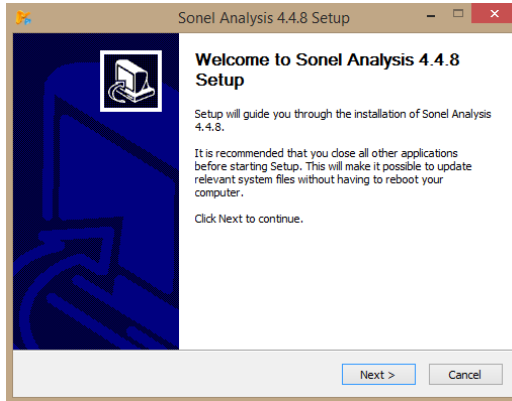 Sonel Analysis 4.4.8 Setup
Welcome to Sonel Analysis 4.4.8
Setup
Setup will guide you through the installation of Sonel Analysis
4.4.8.
It is recommended that you close all other applications
before starting Setup. This will make it possible to update
relevant system files without having to reboot your
computer.
Click Next to continue.
Next >
Cancel